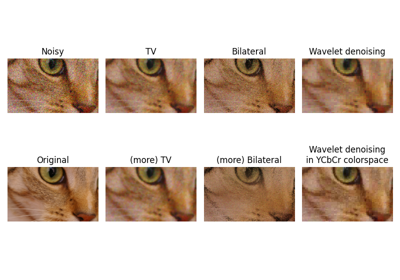 Noisy
TV
Bilateral
Wavelet denoising
Original
(more) TV
(more) Bilateral
Wavelet denoising
in YCbCr colorspace